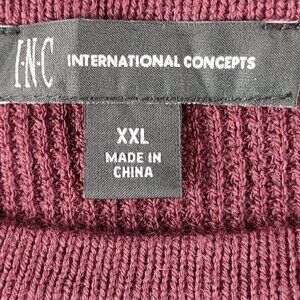 I·N·C INTERNATIONAL CONCEPTS
XXL
MADE IN
CHINA